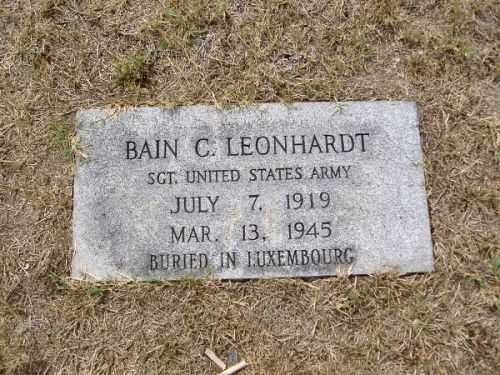 BAIN C. LEONHARDT
SGT. UNITED STATES ARMY
JULY 7, 1919
MAR. 13, 1945
BURIED IN LUXEMBOURG